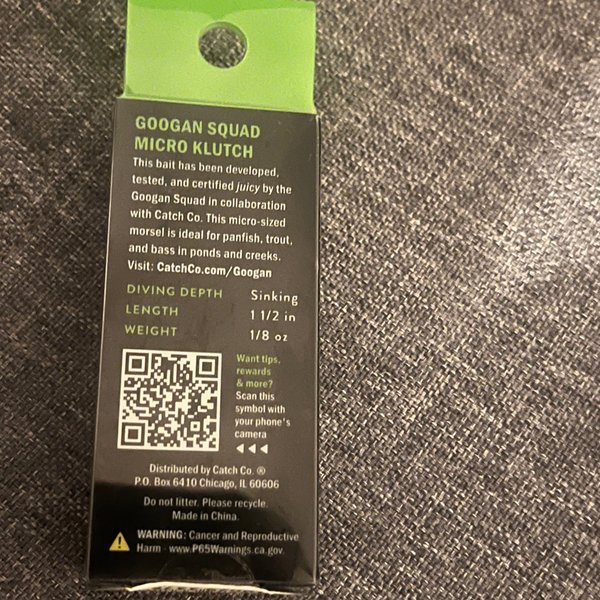 GOOGAN SQUAD
MICRO KLUTCH
This bait has been developed,
tested, and certified juicy by the
Googan Squad in collaboration
with Catch Co. This micro-sized
morsel is ideal for panfish, trout,
and bass in ponds and creeks.
Visit: CatchCo.com/Googan
DIVING DEPTH Sinking
LENGTH 1 1/2 in
WEIGHT 1/8 oz
Want tips,
rewards
& more?
Scan this
symbol with
your phone's
camera
Distributed by Catch Co. ®
P.O. Box 6410 Chicago, IL 60606
Do not litter. Please recycle.
Made in China.
WARNING: Cancer and Reproductive
Harm - www.P65Warnings.ca.gov.